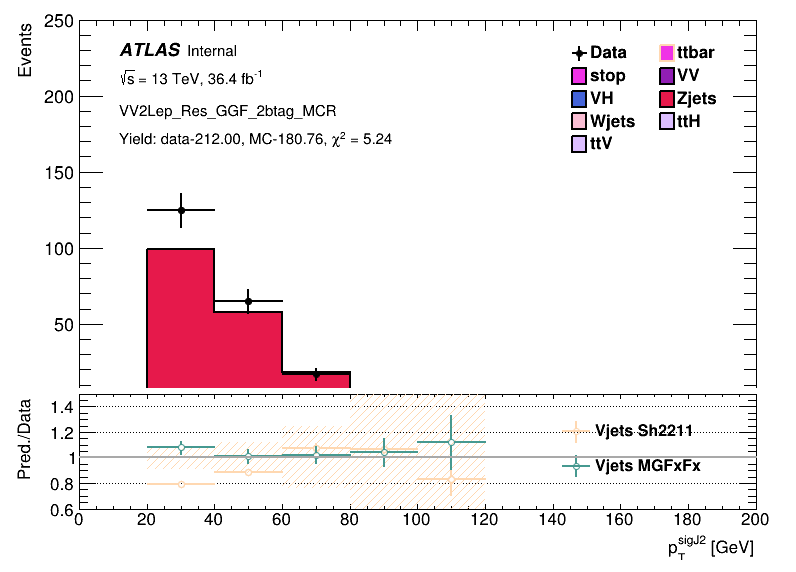 Events
250
200
150
100
50
ATLAS Internal
√s = 13 TeV, 36.4 fb⁻¹
VV2Lep_Res_GGF_2btag_MCR
Yield: data-212.00, MC-180.76, χ² = 5.24
Data
ttbar
stop
VV
VH
Zjets
Wjets
ttH
ttV
Pred./Data
1.4
1.2
1
0.8
0.6
Vjets Sh2211
Vjets MGFxFx
0 20 40 60 80 100 120 140 160 180 200
p_T^sigJ2 [GeV]